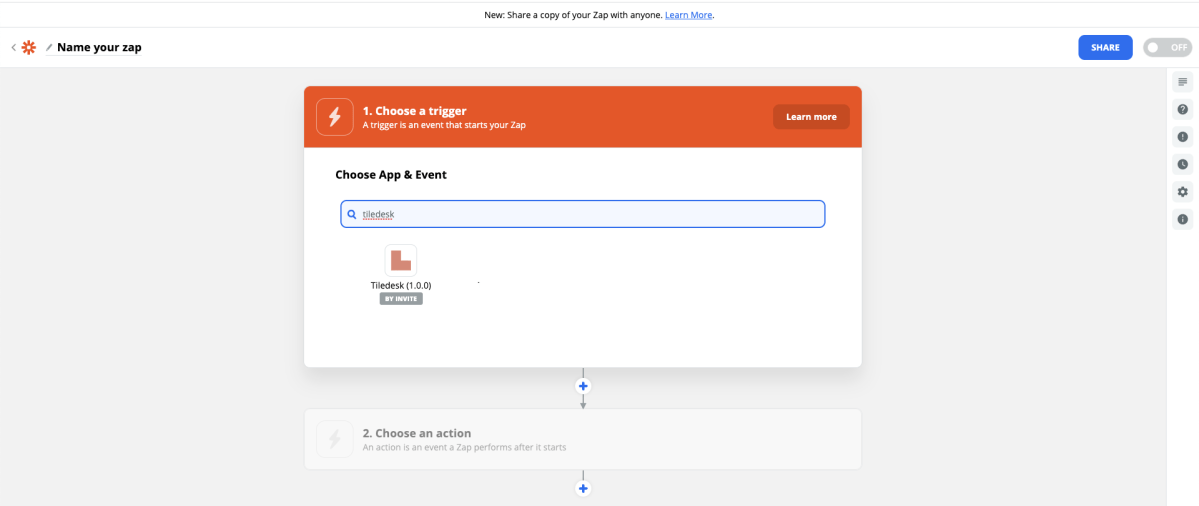 New: Share a copy of your Zap with anyone. Learn More.
Name your zap
SHARE
OFF
1. Choose a trigger
A trigger is an event that starts your Zap
Learn more
Choose App & Event
tiledesk
Tiledesk (1.0.0)
BY INVITE
2. Choose an action
An action is an event a Zap performs after it starts